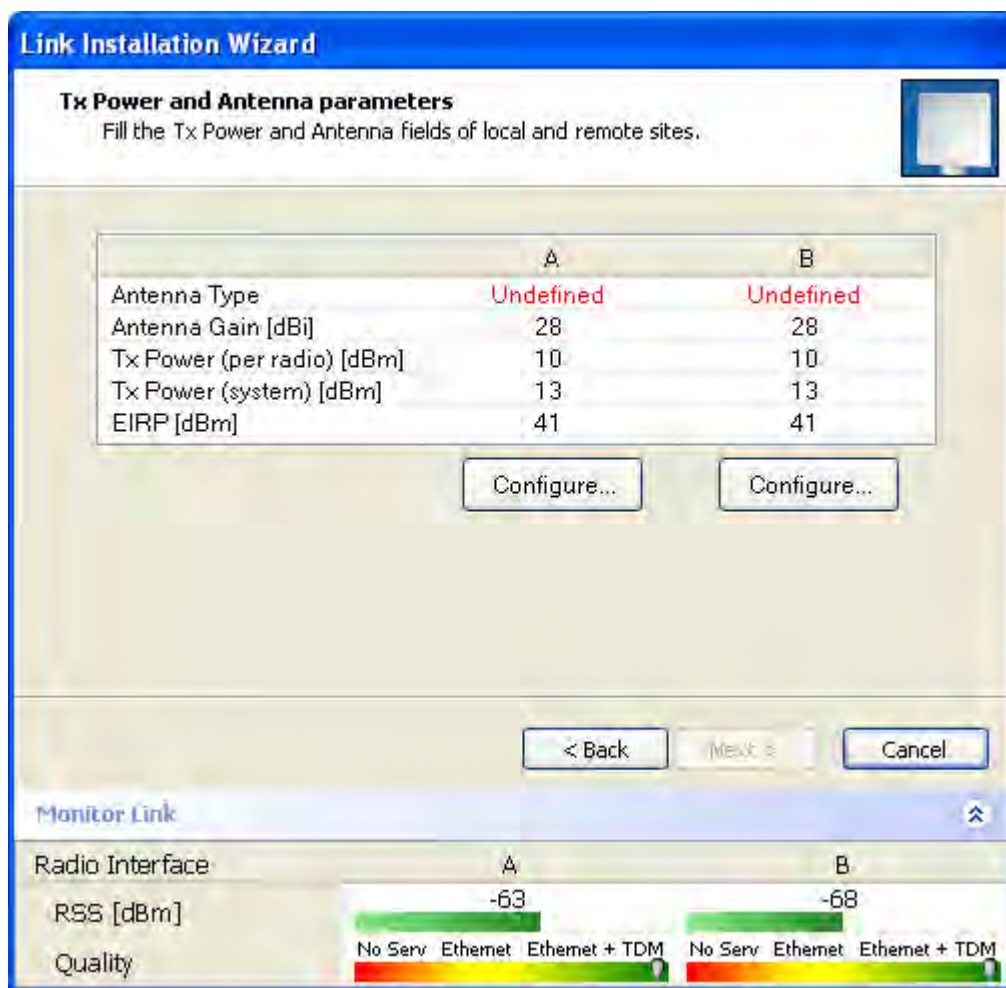 Link Installation Wizard
Tx Power and Antenna parameters
Fill the Tx Power and Antenna fields of local and remote sites.
A B
Antenna Type Undefined Undefined
Antenna Gain [dBi] 28 28
Tx Power (per radio) [dBm] 10 10
Tx Power (system) [dBm] 13 13
EIRP [dBm] 41 41
Configure... Configure...
< Back Next > Cancel
Monitor Link
Radio Interface A B
RSS [dBm] -63 -68
Quality No Serv Ethernet Ethernet + TDM No Serv Ethernet Ethernet + TDM